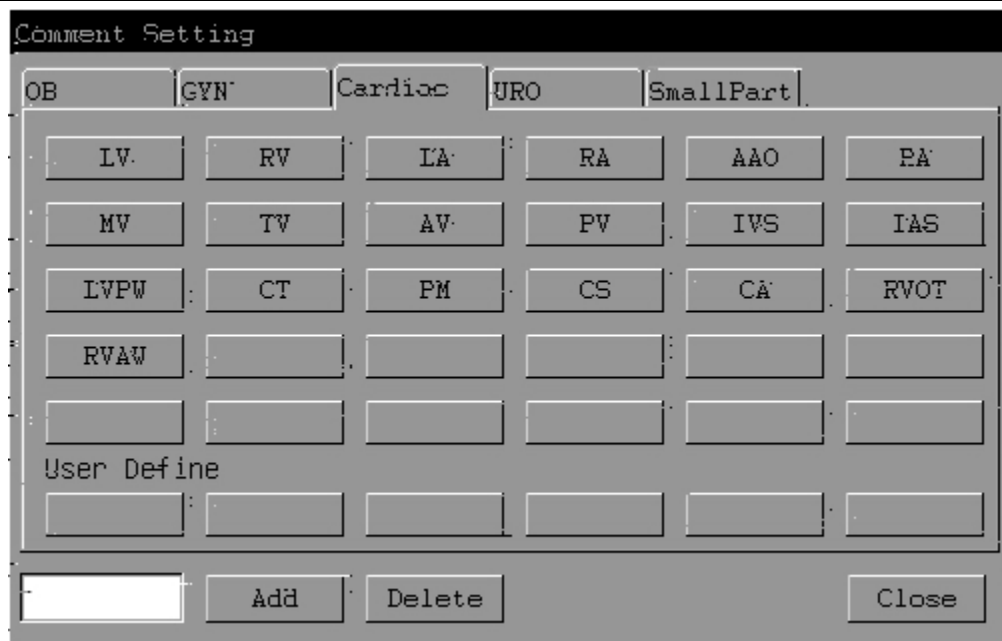 Comment Setting
OB GYN Cardiac URO SmallPart
LV RV LA RA AAO PA
MV TV AV PV IVS IAS
LVPW CT PM CS CA RVOT
RVAW
User Define
Add Delete Close